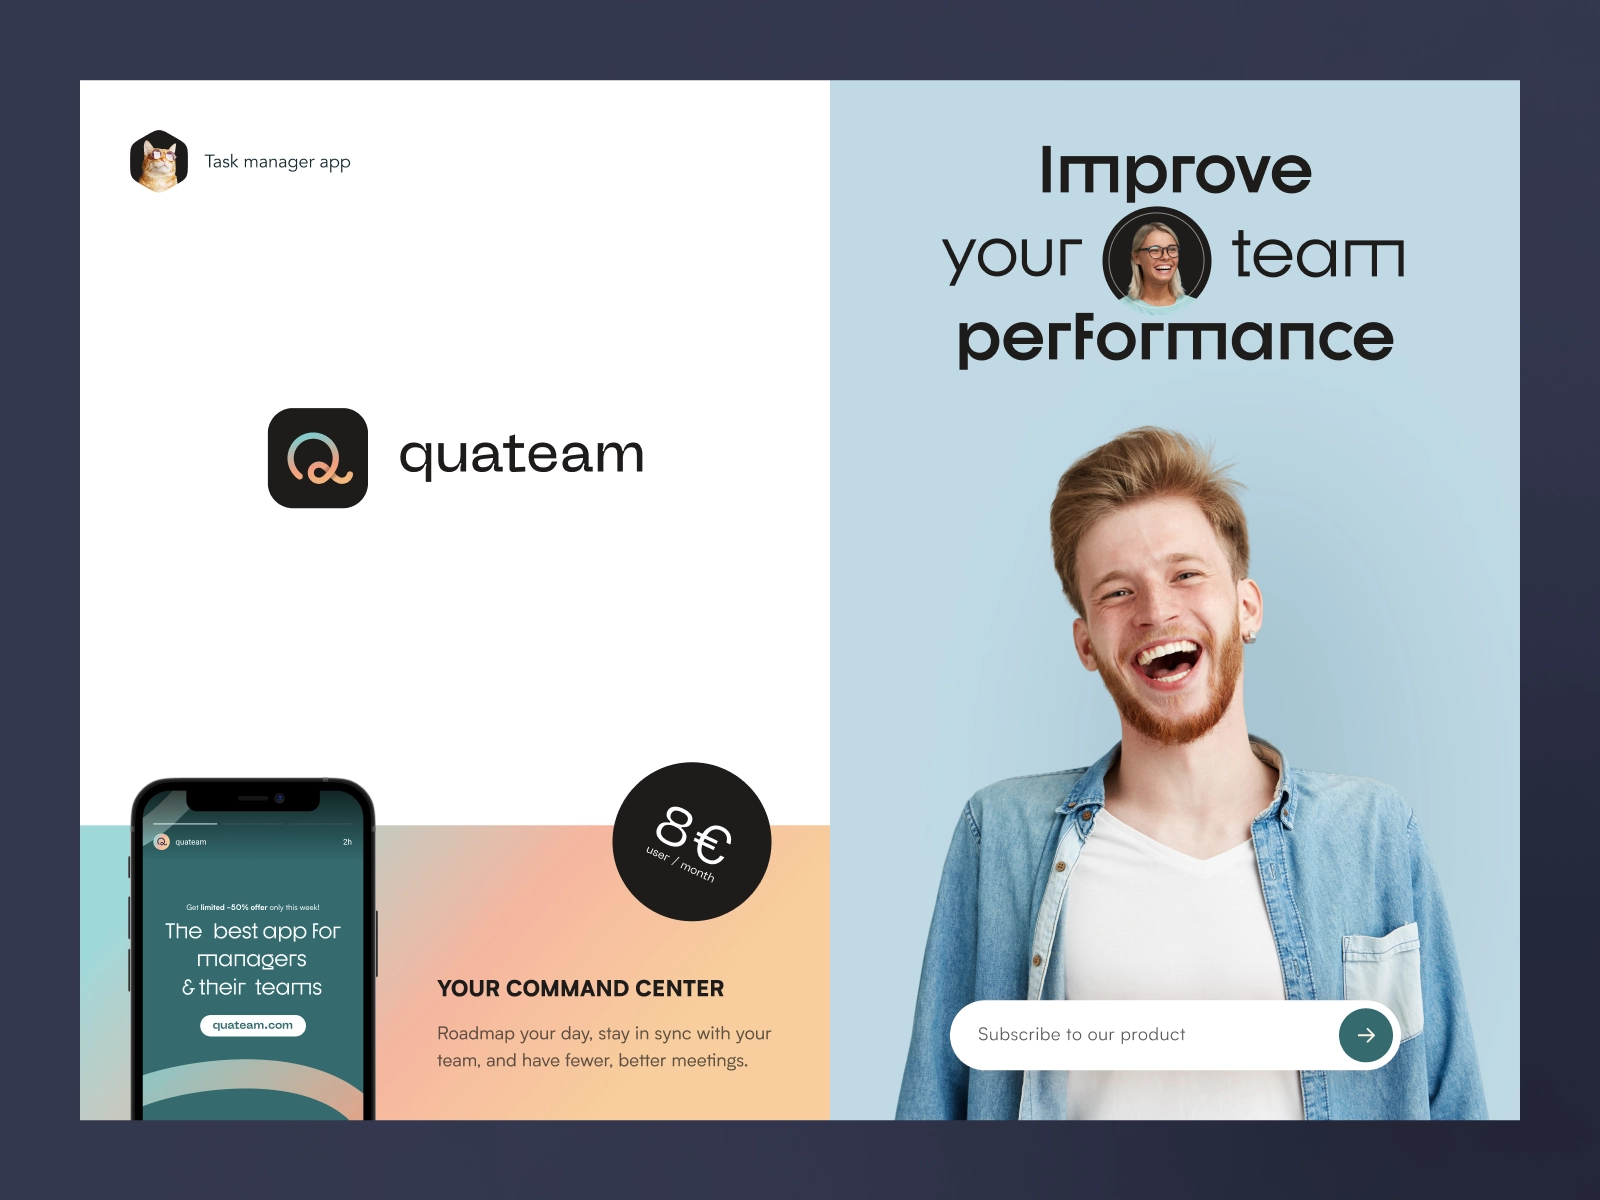 Task manager app
quateam
quateam
2h
Get limited -50% offer only this week!
The best app for
managers
& their teams
quateam.com
8€
user / month
YOUR COMMAND CENTER
Roadmap your day, stay in sync with your
team, and have fewer, better meetings.
Improve
your team
performance
Subscribe to our product